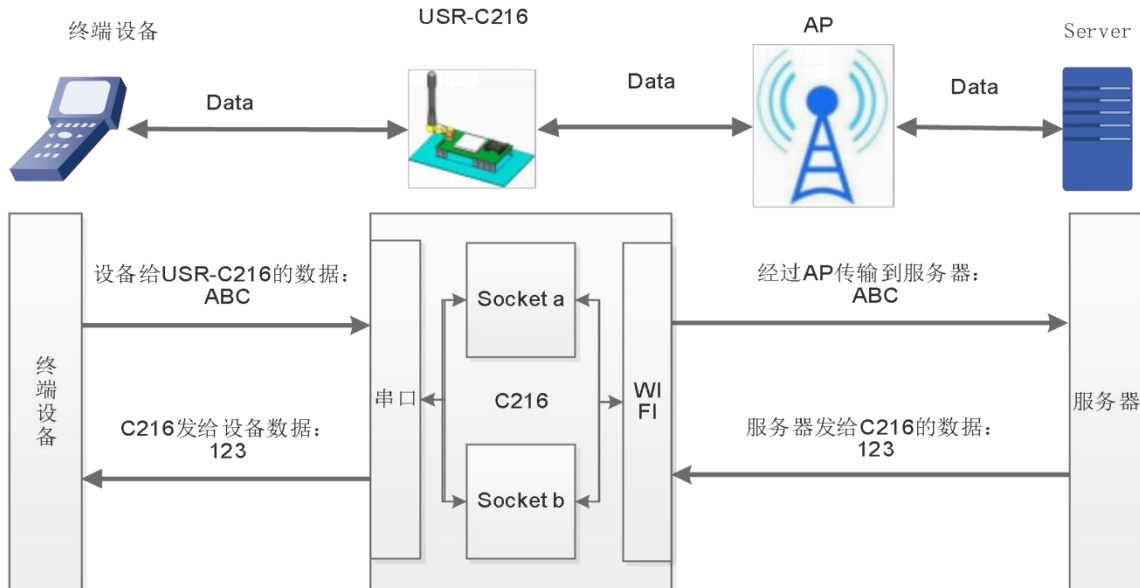 终端设备
USR-C216
AP
Server
Data
Data
Data
设备给USR-C216的数据：
ABC
经过AP传输到服务器：
ABC
Socket a
终端设备
串口
C216
WI
FI
服务器
C216发给设备数据：
123
服务器发给C216的数据：
123
Socket b